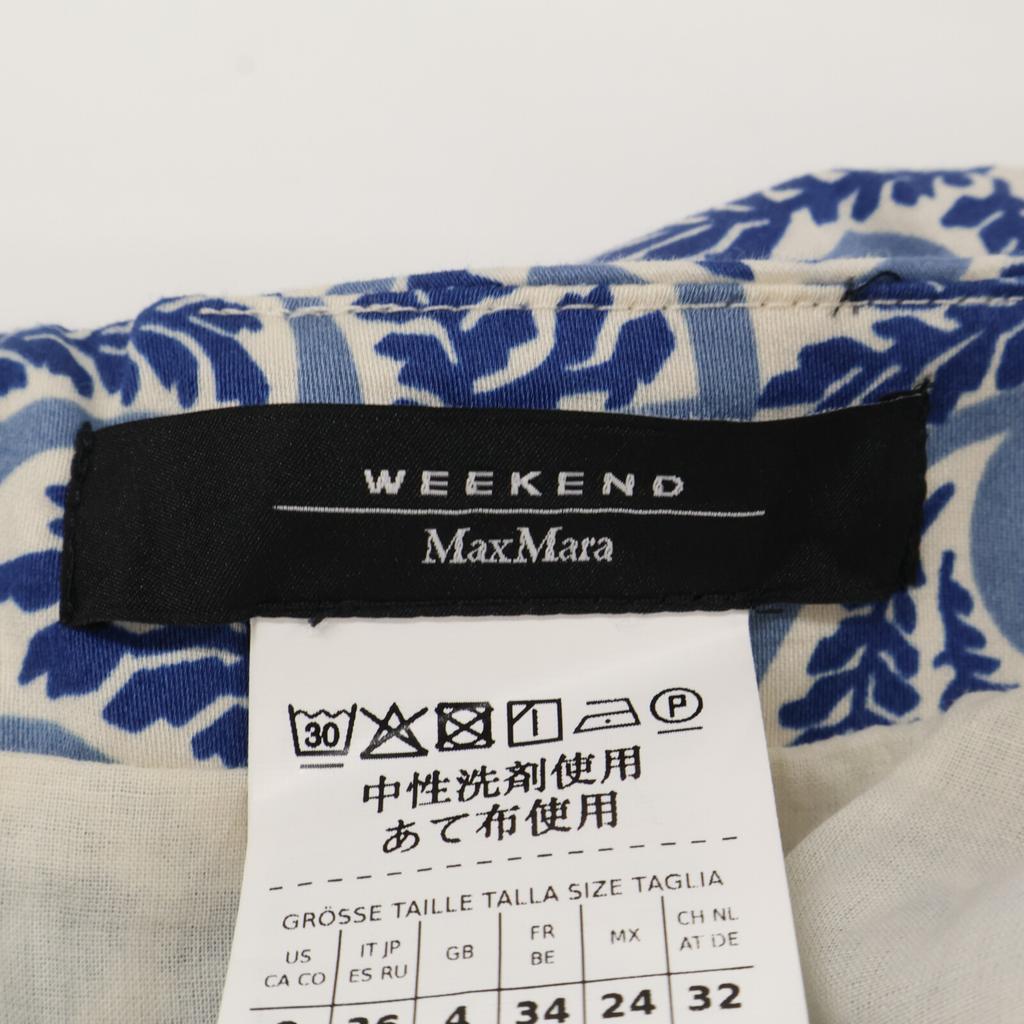 WEEKEND
MaxMara
30 P
中性洗剤使用
あて布使用
GRÖSSE TAILLE TALLA SIZE TAGLIA
US CA CO IT JP ES RU GB FR BE MX CH NL AT DE
36 4 34 24 32